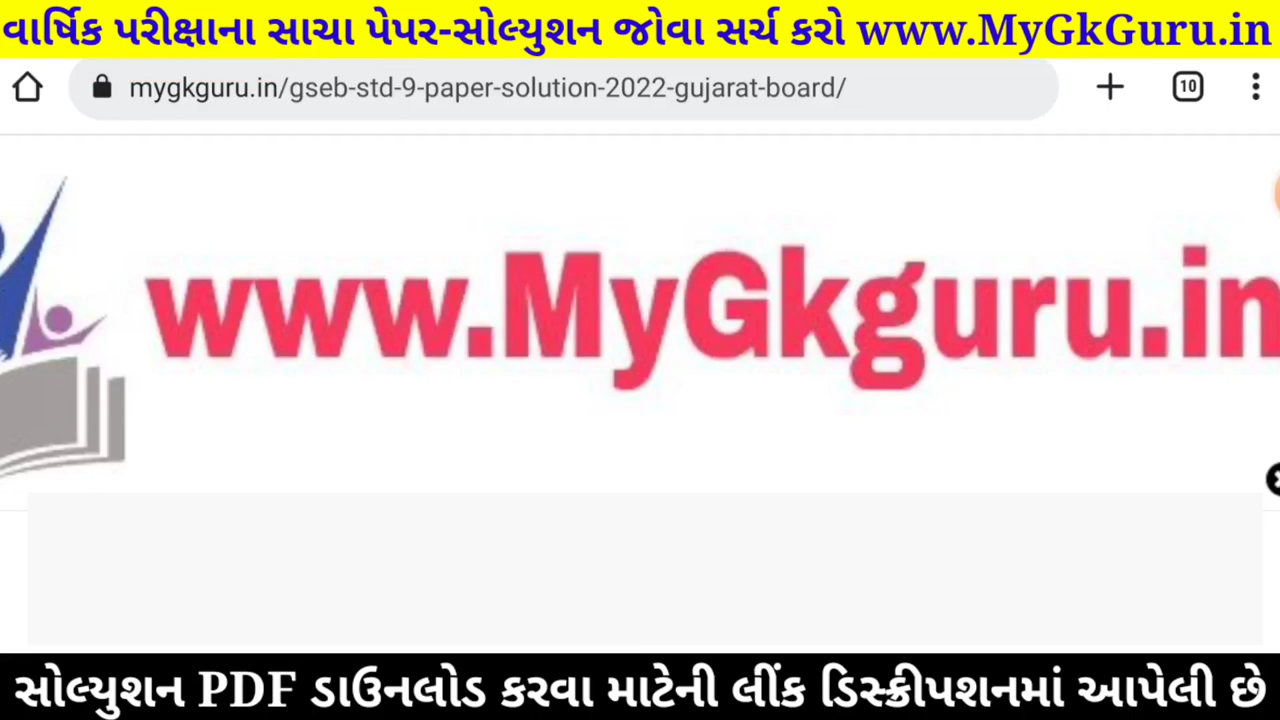 વાર્ષિક પરીક્ષાના સાચા પેપર-સોલ્યુશન જોવા સર્ચ કરો www.MyGkGuru.in
mygkguru.in/gseb-std-9-paper-solution-2022-gujarat-board/
10
www.MyGkguru.in
સોલ્યુશન PDF ડાઉનલોડ કરવા માટેની લીંક ડિસ્ક્રીપશનમાં આપેલી છે